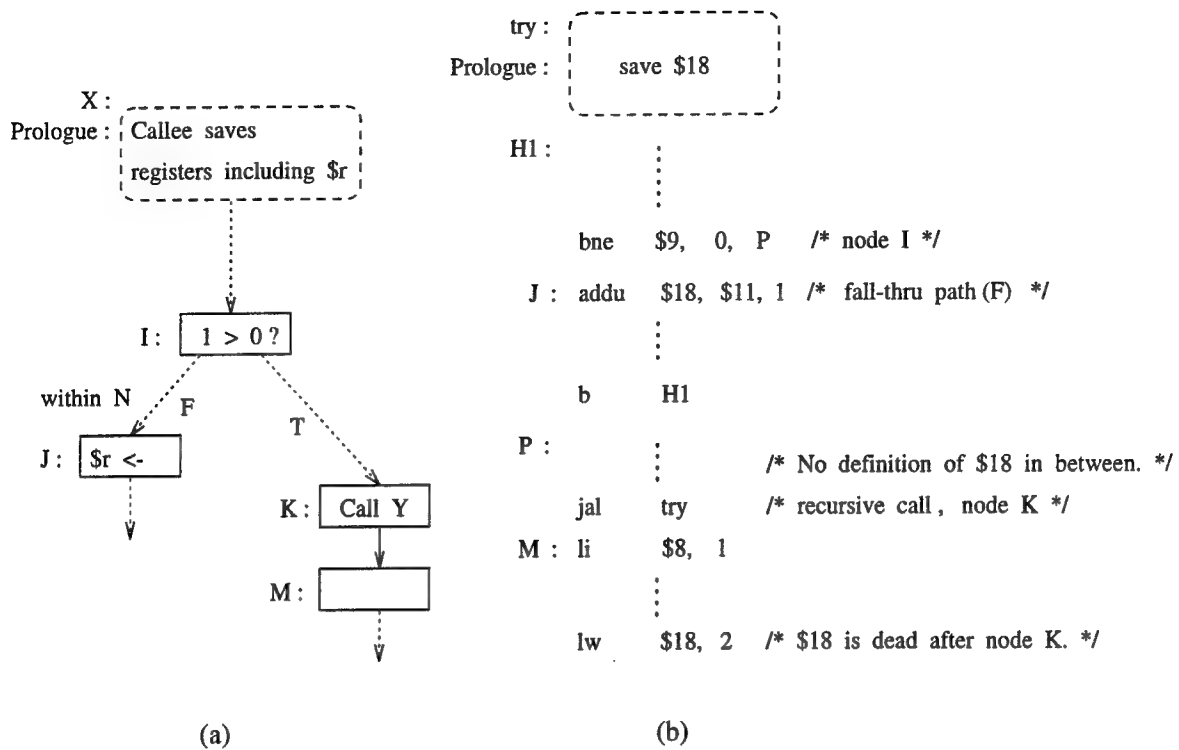 X :
Prologue : Callee saves
registers including $r
I : 1 > 0 ?
within N
F
T
J : $r <-
K : Call Y
M :
(a)
try :
Prologue : save $18
H1 :
bne $9, 0, P /* node I */
J : addu $18, $11, 1 /* fall-thru path (F) */
b H1
P :
/* No definition of $18 in between. */
jal try /* recursive call , node K */
M : li $8, 1
lw $18, 2 /* $18 is dead after node K. */
(b)